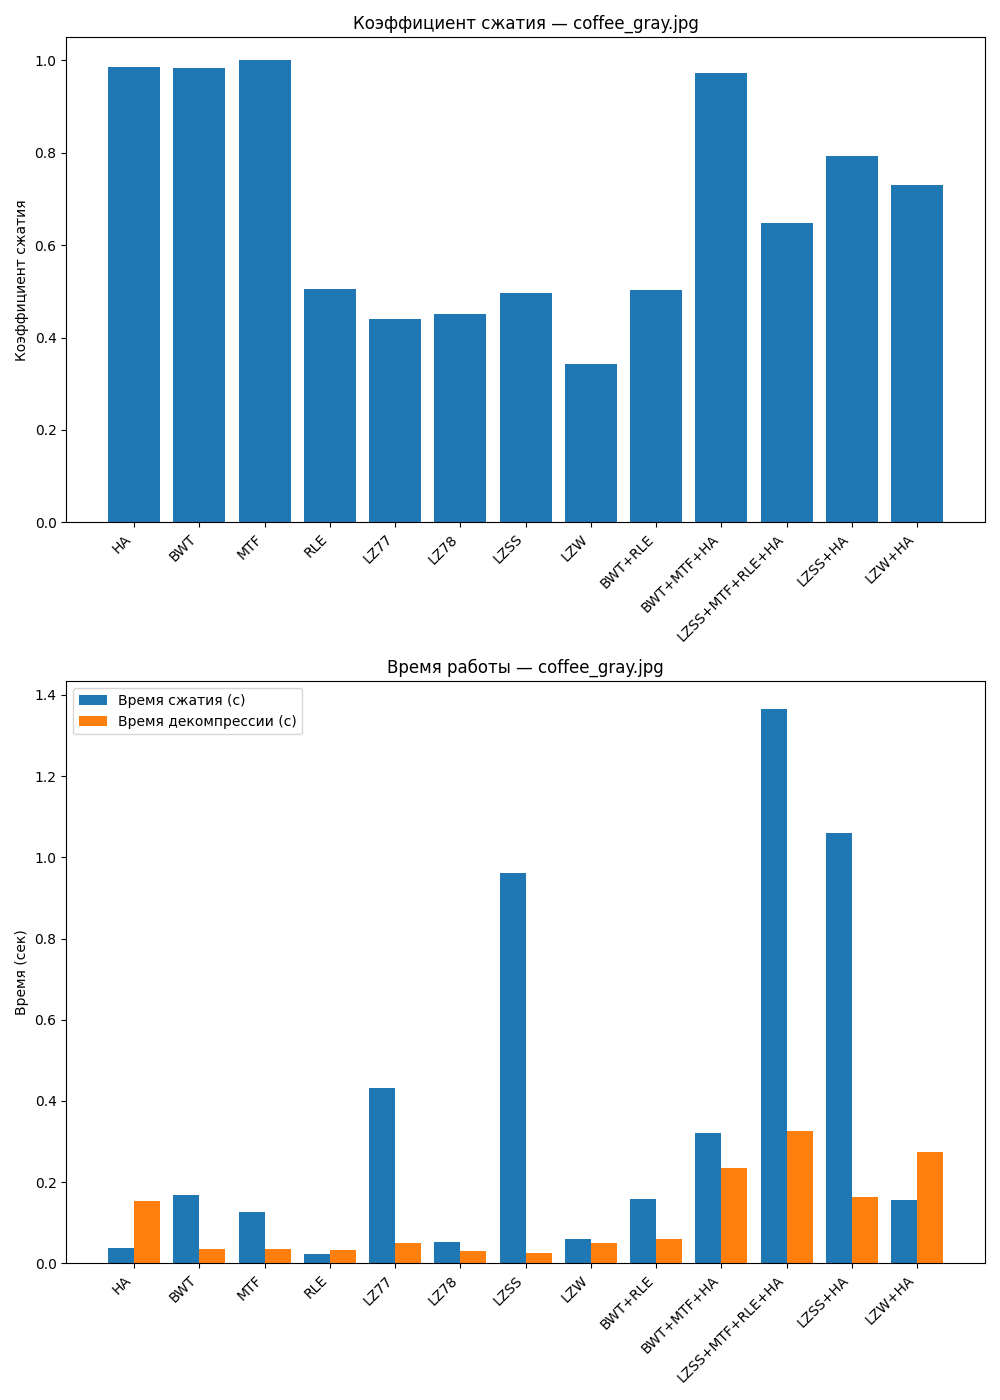 Коэффициент сжатия — coffee_gray.jpg
Коэффициент сжатия
1.0
0.8
0.6
0.4
0.2
0.0
HA
BWT
MTF
RLE
LZ77
LZ78
LZSS
LZW
BWT+RLE
BWT+MTF+HA
LZSS+MTF+RLE+HA
LZSS+HA
LZW+HA
Время работы — coffee_gray.jpg
Время сжатия (с)
Время декомпрессии (с)
Время (сек)
1.4
1.2
1.0
0.8
0.6
0.4
0.2
0.0
HA
BWT
MTF
RLE
LZ77
LZ78
LZSS
LZW
BWT+RLE
BWT+MTF+HA
LZSS+MTF+RLE+HA
LZSS+HA
LZW+HA